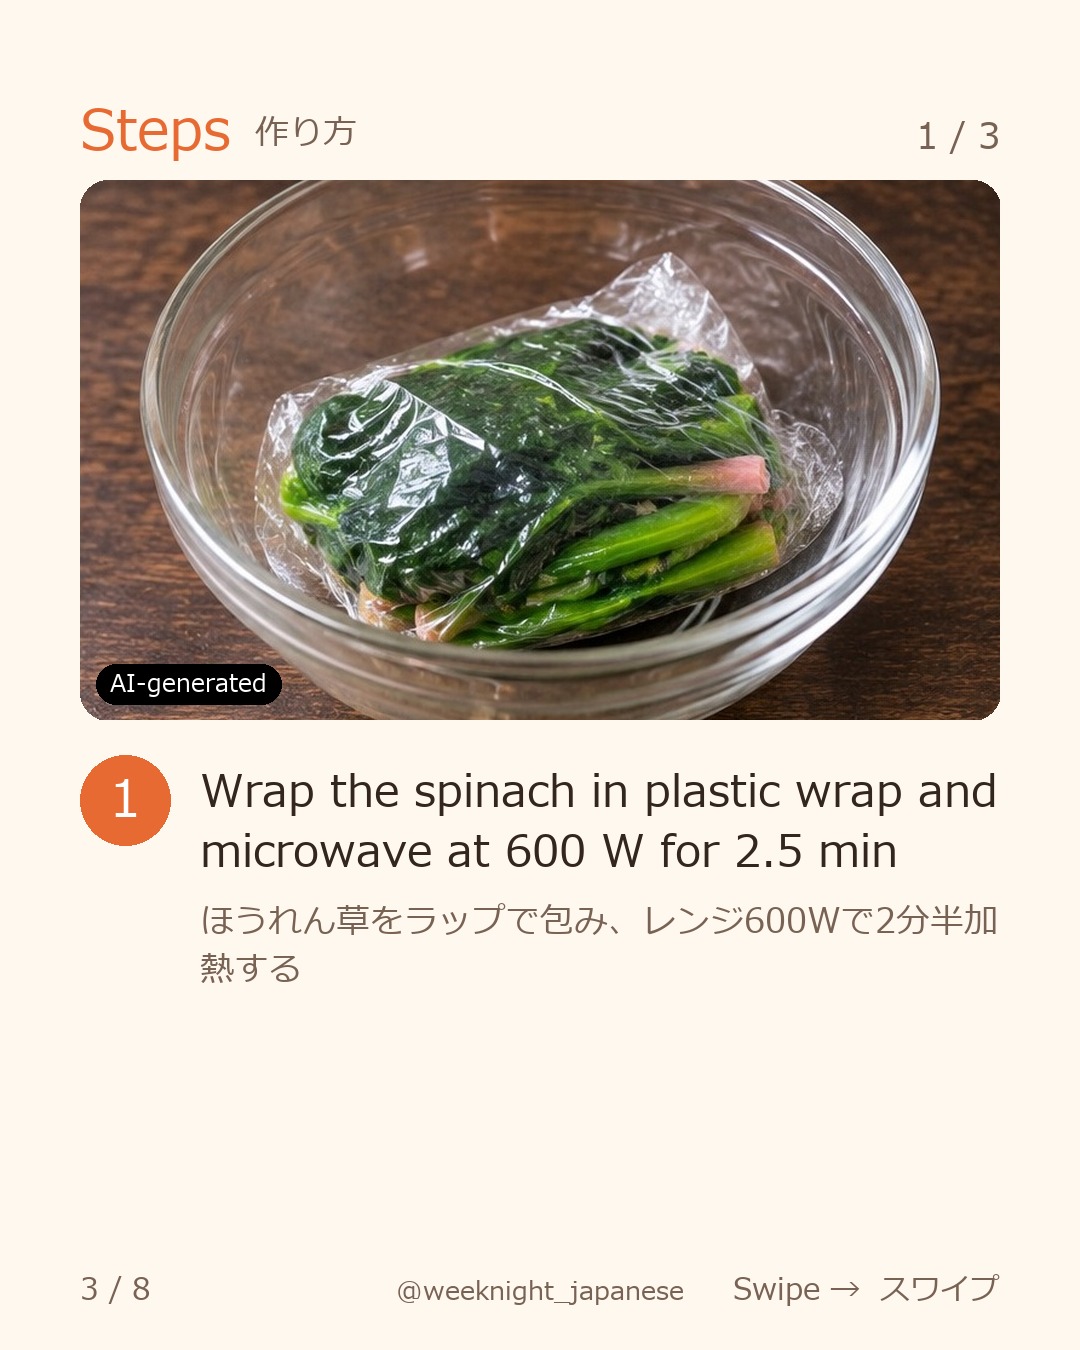 Steps 作り方
1 / 3
AI-generated
1
Wrap the spinach in plastic wrap and
microwave at 600 W for 2.5 min
ほうれん草をラップで包み、レンジ600Wで2分半加
熱する
3 / 8
@weeknight_japanese
Swipe → スワイプ